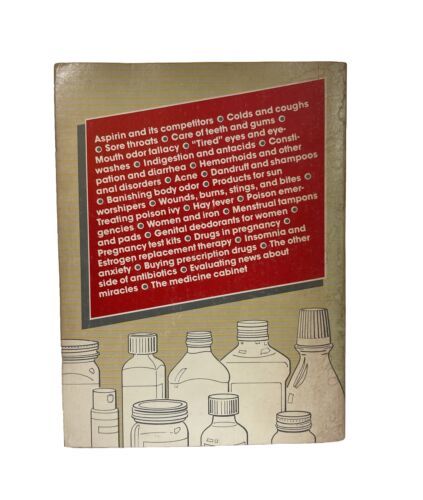 Aspirin and its competitors • Colds and coughs
• Sore throats • Care of teeth and gums •
Mouth odor fallacy • "Tired" eyes and eye-
washes • Indigestion and antacids • Consti-
pation and diarrhea • Hemorrhoids and other
anal disorders • Acne • Dandruff and shampoos
• Banishing body odor • Products for sun
worshipers • Wounds, burns, stings, and bites •
Treating poison ivy • Hay fever • Poison emer-
gencies • Women and iron • Menstrual tampons
and pads • Genital deodorants for women •
Pregnancy test kits • Drugs in pregnancy •
Estrogen replacement therapy • Insomnia and
anxiety • Buying prescription drugs • The other
side of antibiotics • Evaluating news about
miracles • The medicine cabinet